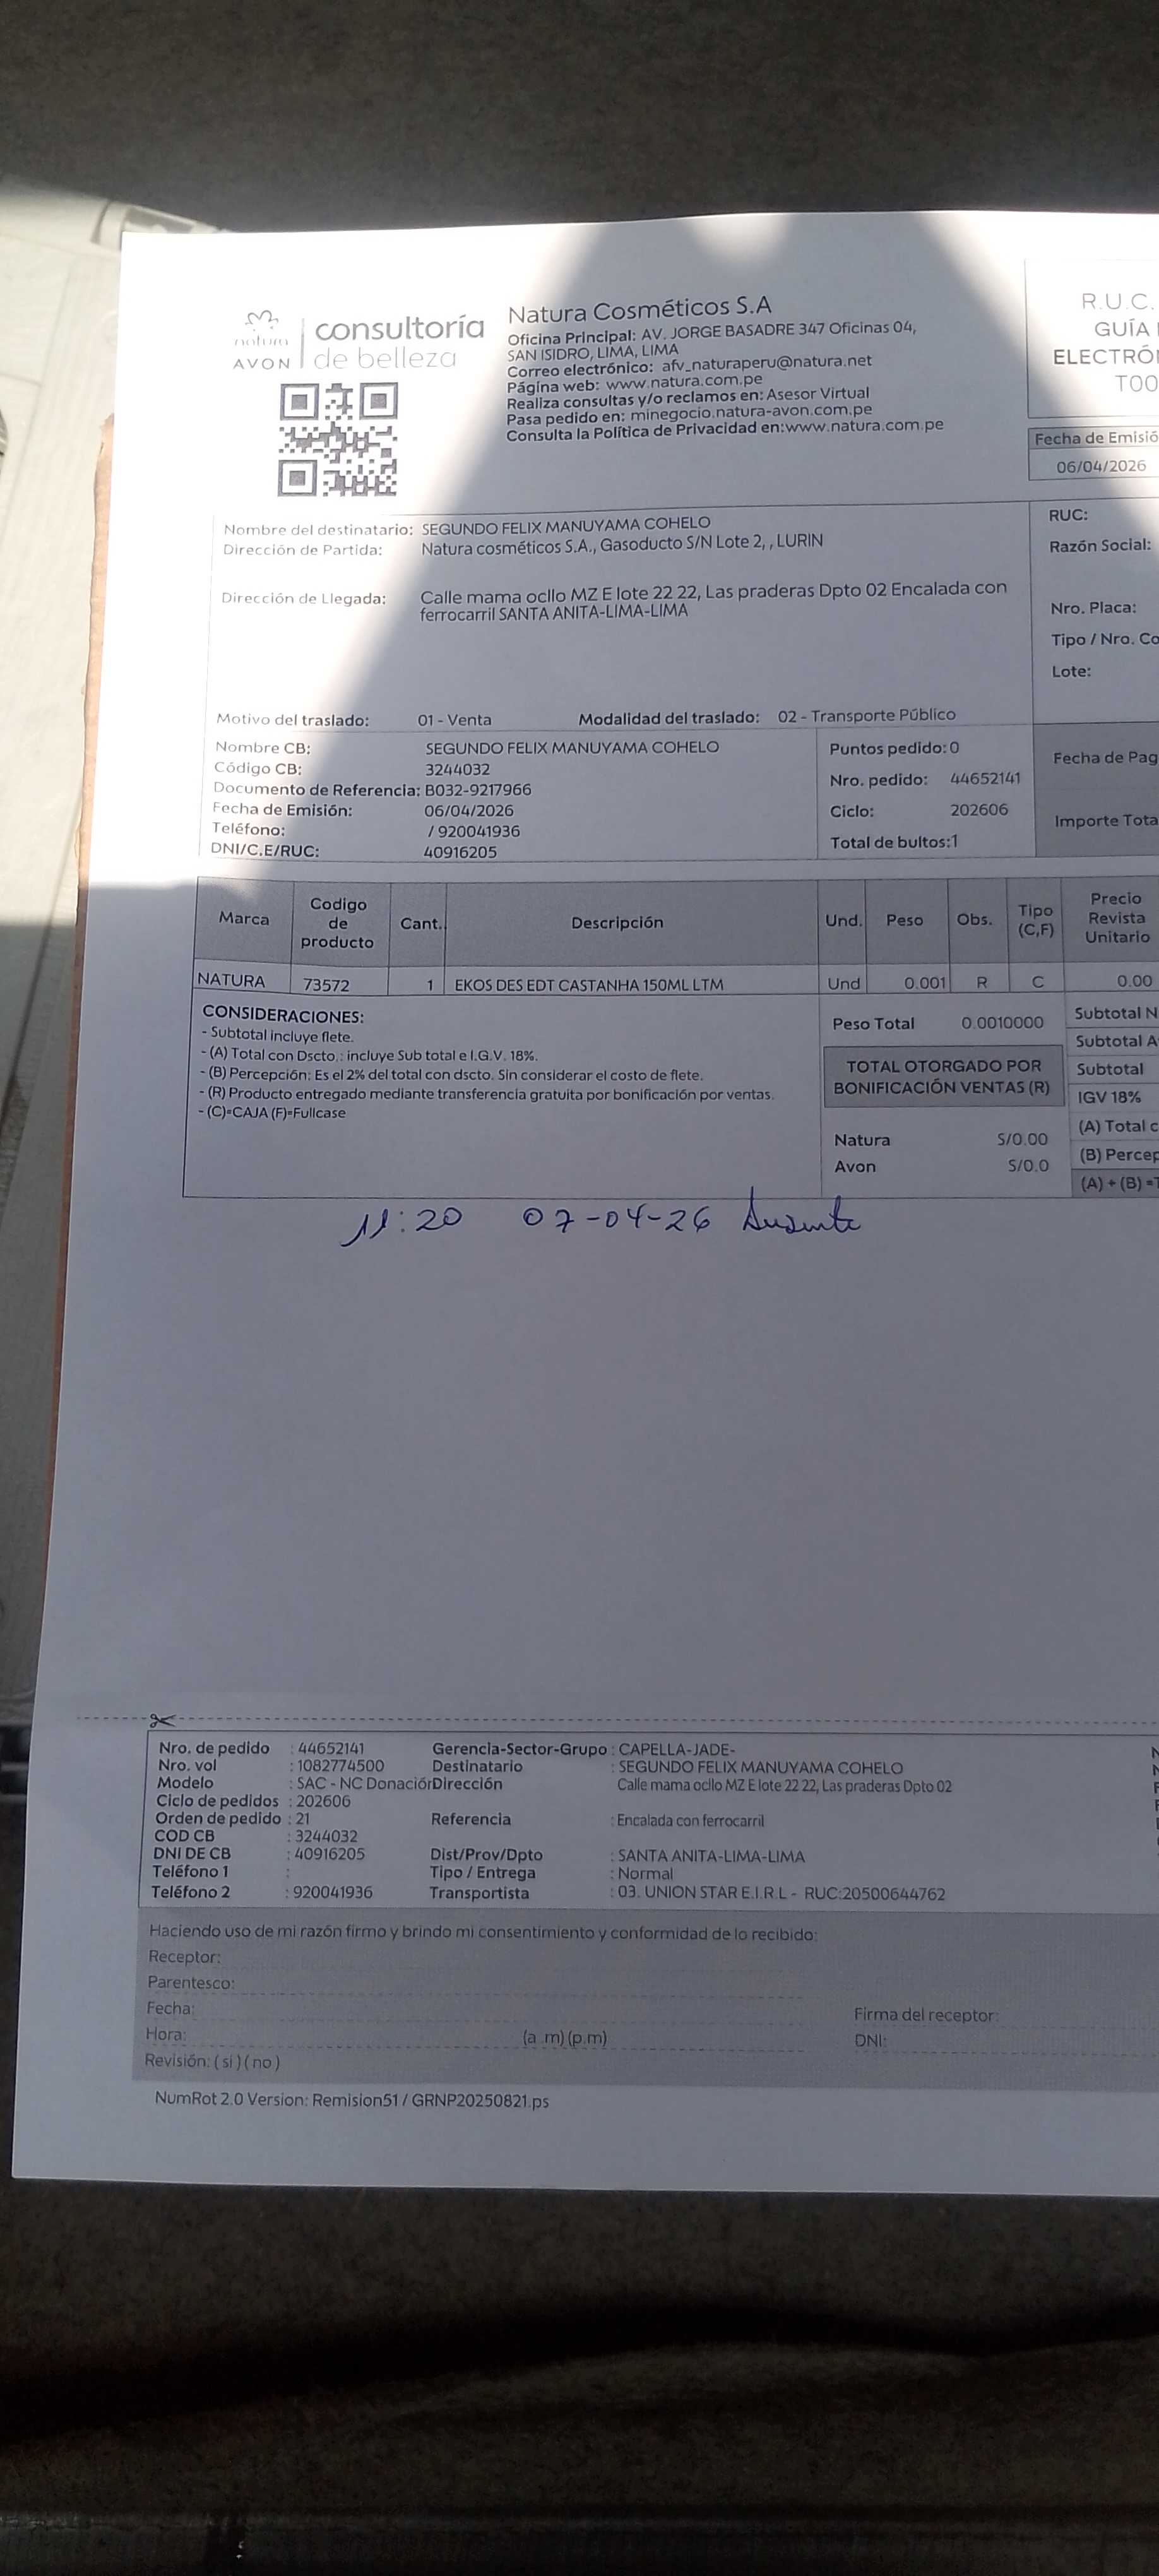 natura
AVON
consultoría
de belleza
Natura Cosméticos S.A
Oficina Principal: AV. JORGE BASADRE 347 Oficinas 04,
SAN ISIDRO, LIMA, LIMA
Correo electrónico: afv_naturaperu@natura.net
Página web: www.natura.com.pe
Realiza consultas y/o reclamos en: Asesor Virtual
Pasa pedido en: minegocio.natura-avon.com.pe
Consulta la Política de Privacidad en:www.natura.com.pe
R.U.C.
GUÍA
ELECTRÓ
T00
Fecha de Emisió
06/04/2026
Nombre del destinatario: SEGUNDO FELIX MANUYAMA COHELO
Dirección de Partida: Natura cosméticos S.A., Gasoducto S/N Lote 2, , LURIN
Dirección de Llegada: Calle mama ocllo MZ E lote 22 22, Las praderas Dpto 02 Encalada con
ferrocarril SANTA ANITA-LIMA-LIMA
Motivo del traslado: 01 - Venta Modalidad del traslado: 02 - Transporte Público
RUC:
Razón Social:
Nro. Placa:
Tipo / Nro. Co
Lote:
Nombre CB: SEGUNDO FELIX MANUYAMA COHELO
Código CB: 3244032
Documento de Referencia: B032-9217966
Fecha de Emisión: 06/04/2026
Teléfono: / 920041936
DNI/C.E/RUC: 40916205
Puntos pedido: 0
Nro. pedido: 44652141
Ciclo: 202606
Total de bultos: 1
Fecha de Pag
Importe Tota
Marca Codigo de producto Cant. Descripción Und. Peso Obs. Tipo (C,F) Precio Revista Unitario
NATURA 73572 1 EKOS DES EDT CASTANHA 150ML LTM Und 0.001 R C 0.00
CONSIDERACIONES:
- Subtotal incluye flete.
- (A) Total con Dscto.: incluye Sub total e I.G.V. 18%.
- (B) Percepción: Es el 2% del total con dscto. Sin considerar el costo de flete.
- (R) Producto entregado mediante transferencia gratuita por bonificación por ventas.
- (C)=CAJA (F)=Fullcase
Peso Total 0.0010000
TOTAL OTORGADO POR
BONIFICACIÓN VENTAS (R)
Natura S/0.00
Avon S/0.0
Subtotal N
Subtotal A
Subtotal
IGV 18%
(A) Total c
(B) Percep
(A) + (B) =T
11:20 07-04-26 Ausente
Nro. de pedido : 44652141 Gerencia-Sector-Grupo : CAPELLA-JADE-
Nro. vol : 1082774500 Destinatario : SEGUNDO FELIX MANUYAMA COHELO
Modelo : SAC - NC Donación Dirección Calle mama ocllo MZ E lote 22 22, Las praderas Dpto 02
Ciclo de pedidos : 202606
Orden de pedido : 21 Referencia : Encalada con ferrocarril
COD CB : 3244032
DNI DE CB : 40916205 Dist/Prov/Dpto : SANTA ANITA-LIMA-LIMA
Teléfono 1 : Tipo / Entrega : Normal
Teléfono 2 : 920041936 Transportista : 03. UNION STAR E.I.R.L - RUC:20500644762
Haciendo uso de mi razón firmo y brindo mi consentimiento y conformidad de lo recibido:
Receptor:
Parentesco:
Fecha: Firma del receptor:
Hora: (a .m) (p.m) DNI:
Revisión: ( sí ) ( no )
NumRot 2.0 Version: Remision51 / GRNP20250821.ps